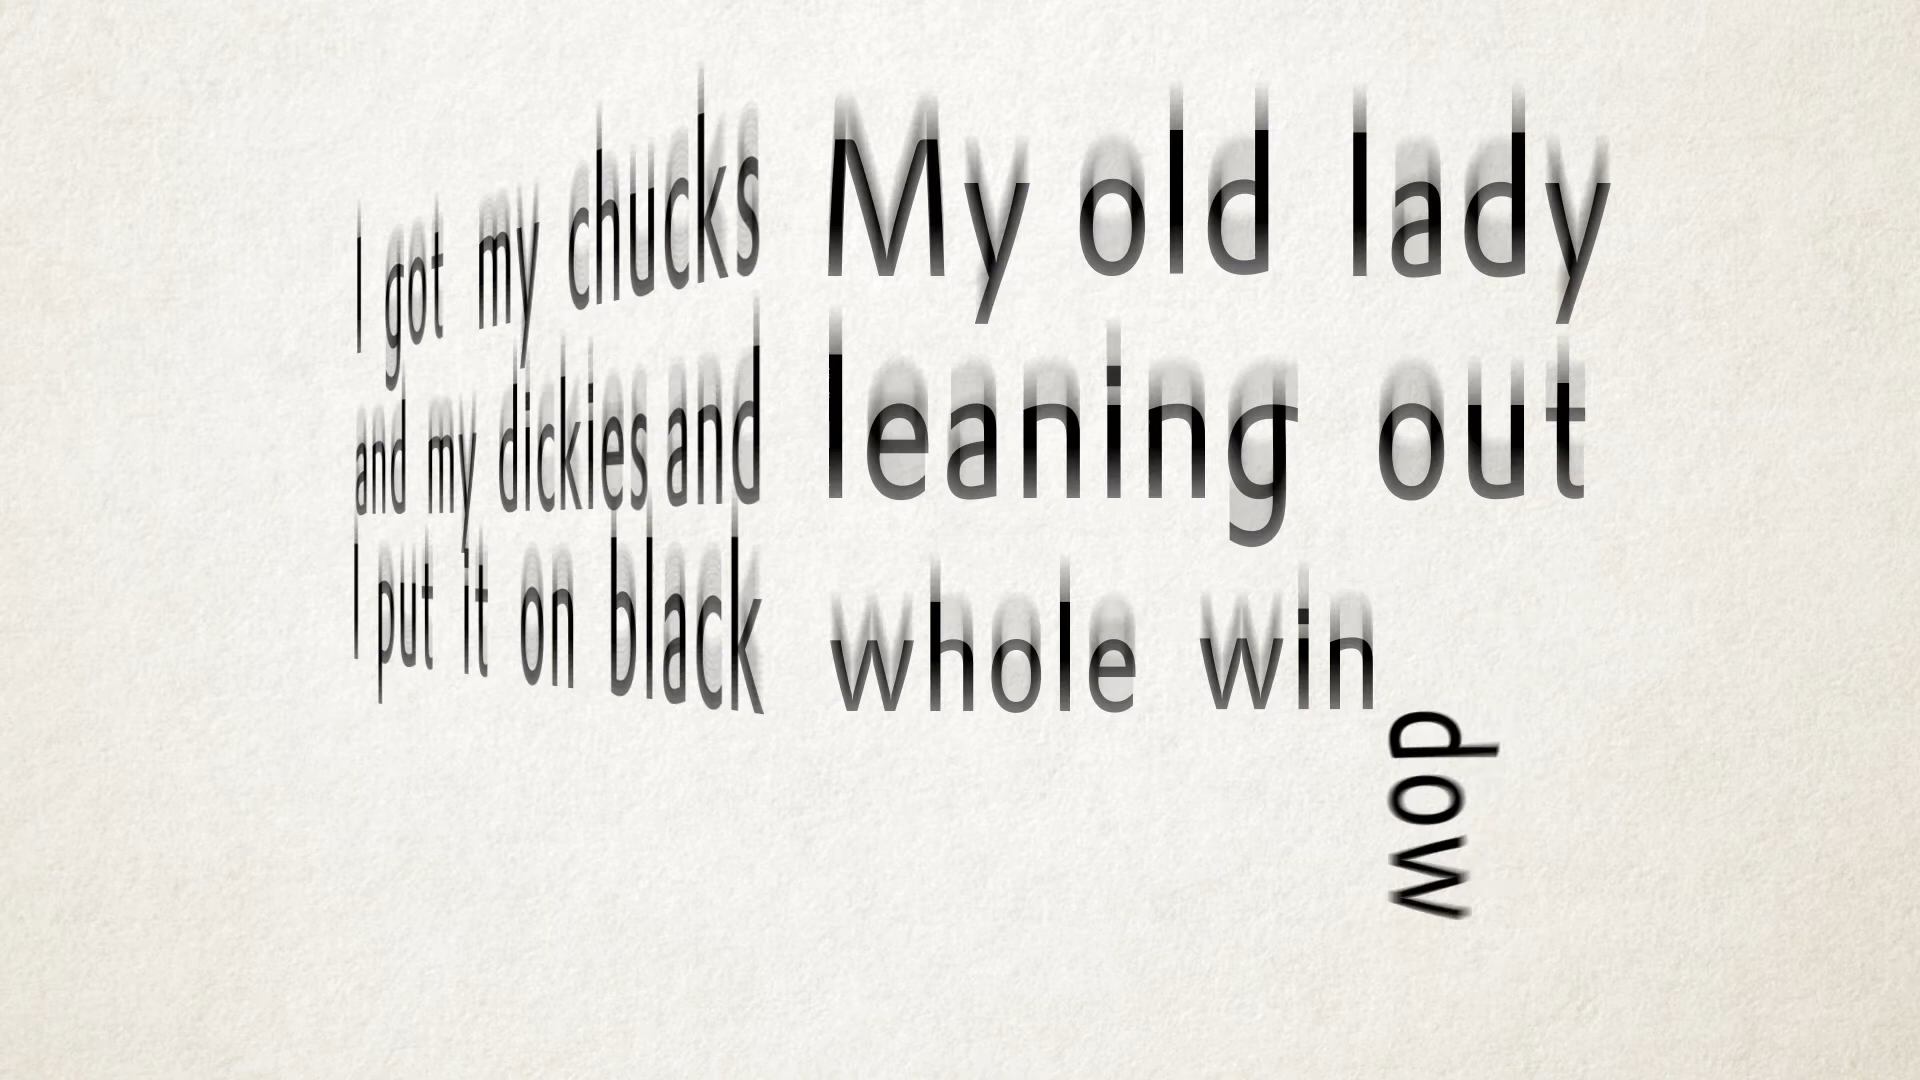 I got my chucks
and my dickies and
I put it on black
My old lady
leaning out
whole win
dow